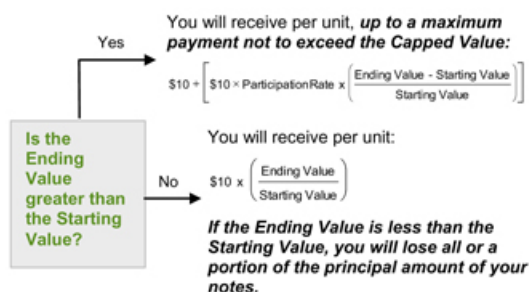 You will receive per unit, up to a maximum
payment not to exceed the Capped Value:
Yes
$10 + [ $10 × Participation Rate x ( Ending Value - Starting Value / Starting Value ) ]
Is the
Ending
Value
greater than
the Starting
Value?
No
You will receive per unit:
$10 x ( Ending Value / Starting Value )
If the Ending Value is less than the
Starting Value, you will lose all or a
portion of the principal amount of your
notes.